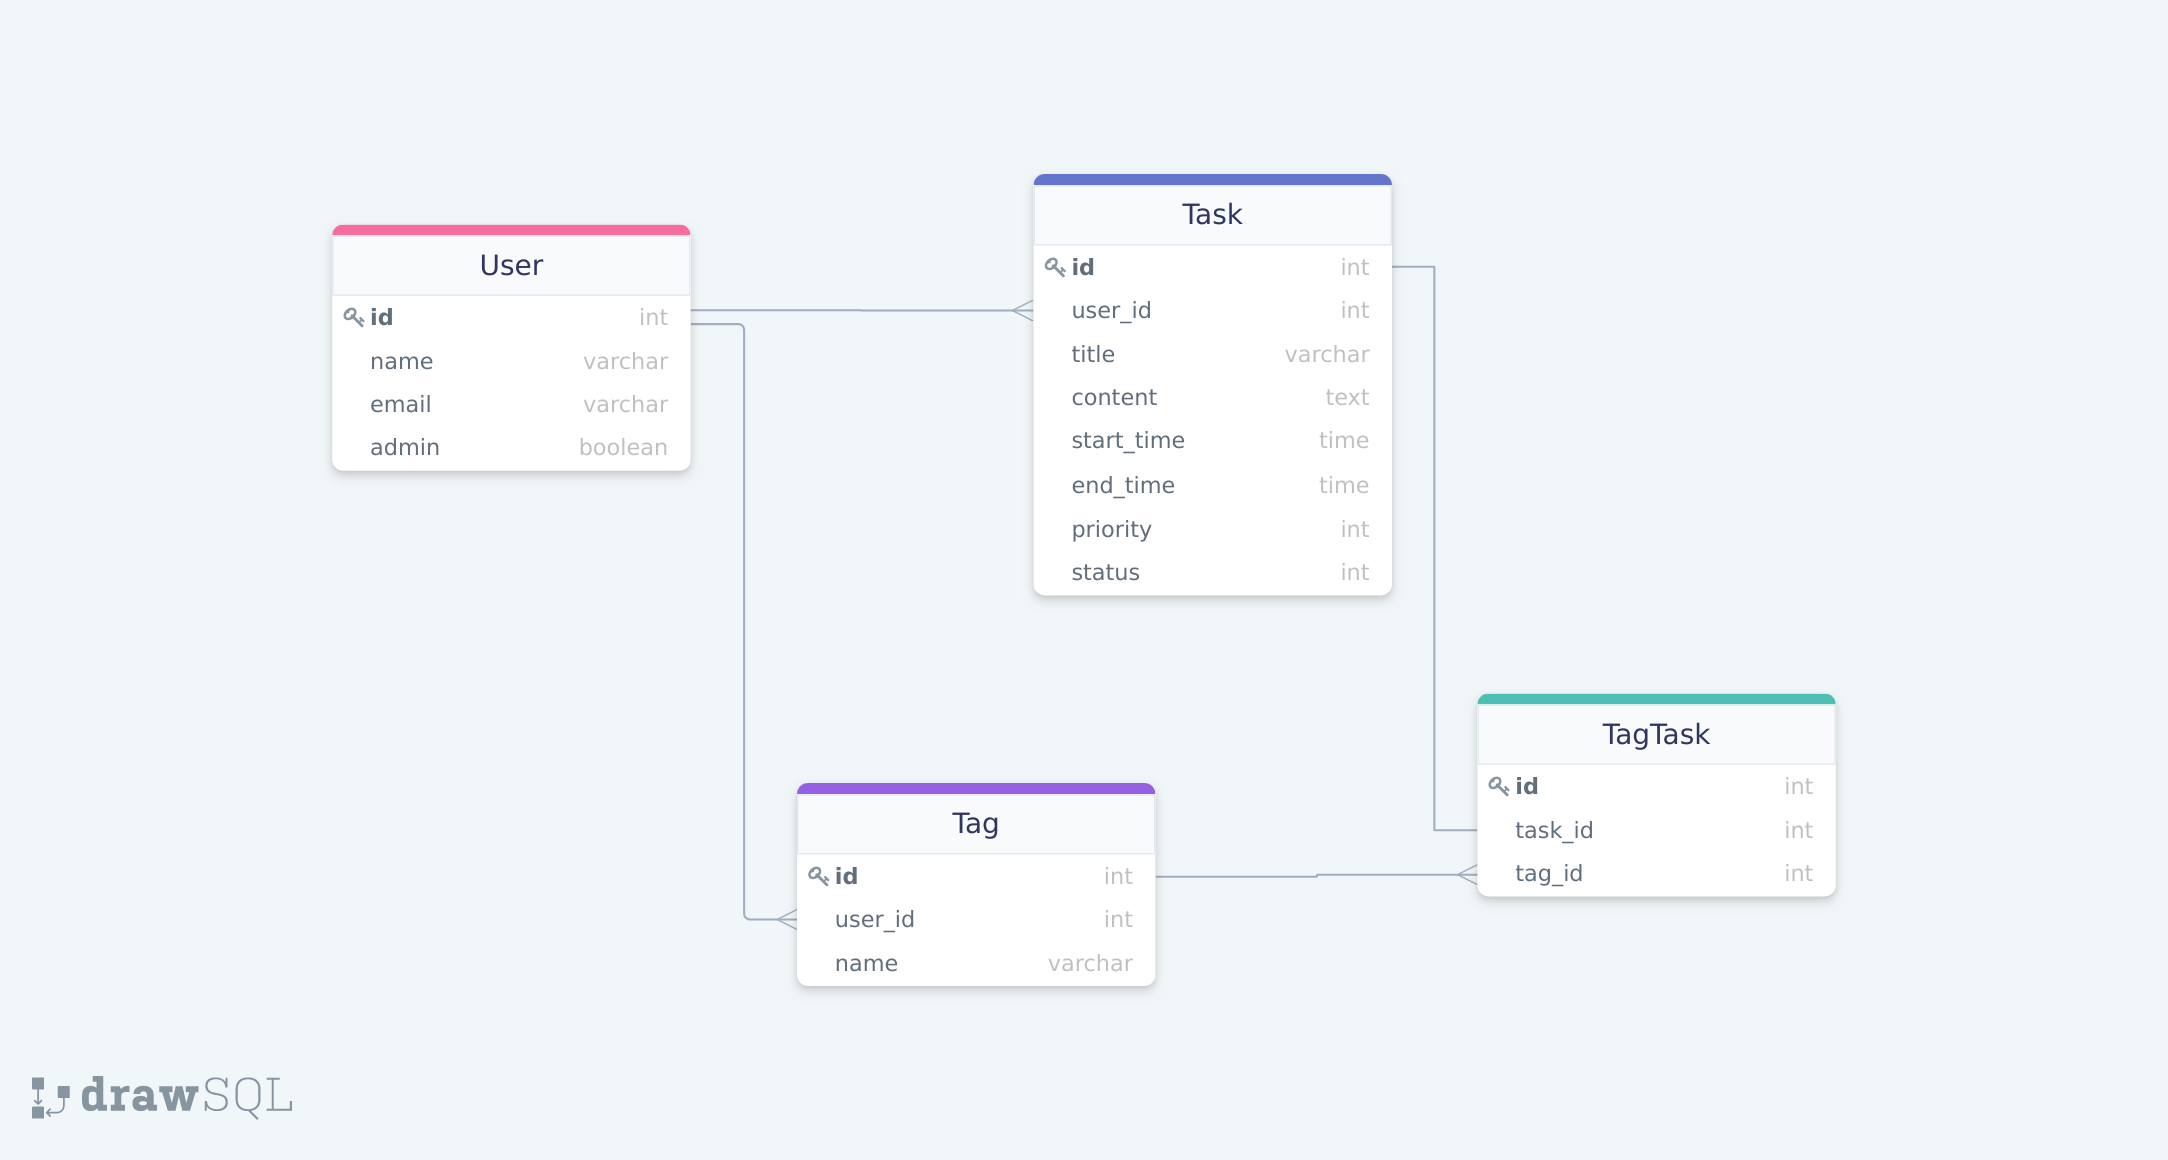 User
id int
name varchar
email varchar
admin boolean
Task
id int
user_id int
title varchar
content text
start_time time
end_time time
priority int
status int
Tag
id int
user_id int
name varchar
TagTask
id int
task_id int
tag_id int
drawSQL